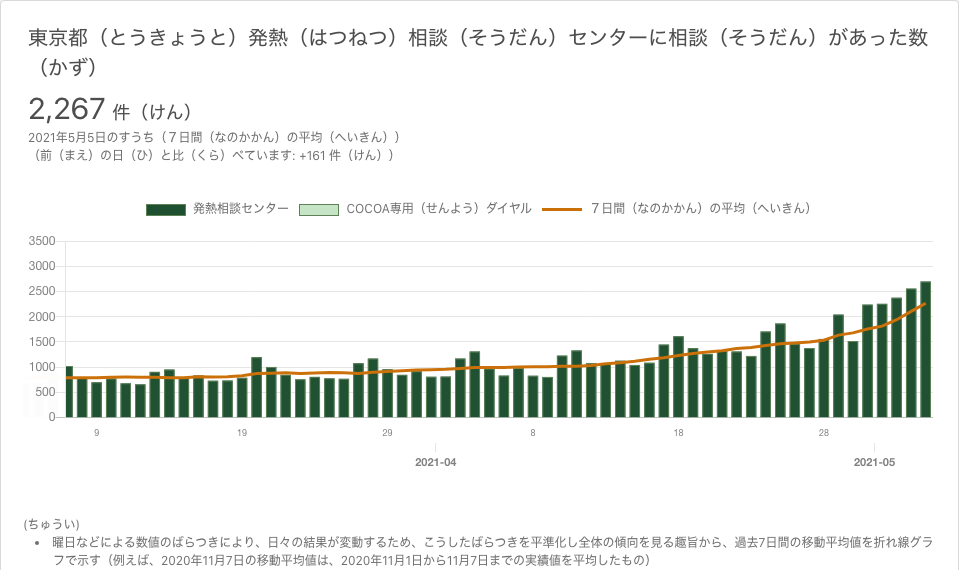 東京都（とうきょうと）発熱（はつねつ）相談（そうだん）センターに相談（そうだん）があった数
（かず）
2,267 件（けん）
2021年5月5日のすうち（７日間（なのかかん）の平均（へいきん））
（前（まえ）の日（ひ）と比（くら）べています: +161 件（けん））
発熱相談センター COCOA専用（せんよう）ダイヤル ７日間（なのかかん）の平均（へいきん）
3500
3000
2500
2000
1500
1000
500
0
9 19 29 8 18 28
2021-04 2021-05
(ちゅうい)
• 曜日などによる数値のばらつきにより、日々の結果が変動するため、こうしたばらつきを平準化し全体の傾向を見る趣旨から、過去7日間の移動平均値を折れ線グラ
フで示す（例えば、2020年11月7日の移動平均値は、2020年11月1日から11月7日までの実績値を平均したもの）